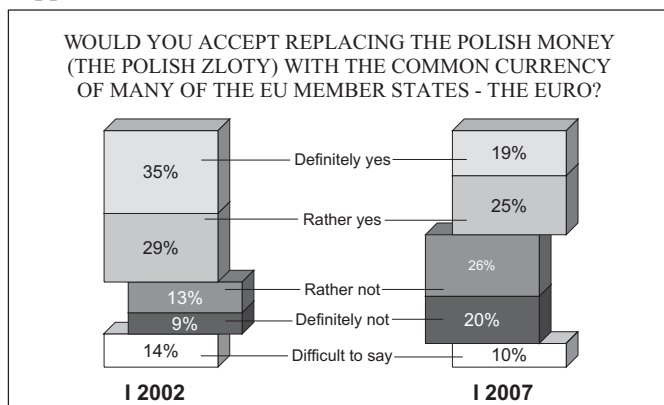 WOULD YOU ACCEPT REPLACING THE POLISH MONEY
(THE POLISH ZLOTY) WITH THE COMMON CURRENCY
OF MANY OF THE EU MEMBER STATES - THE EURO?
35% Definitely yes 19%
29% Rather yes 25%
13% Rather not 26%
9% Definitely not 20%
14% Difficult to say 10%
I 2002 I 2007